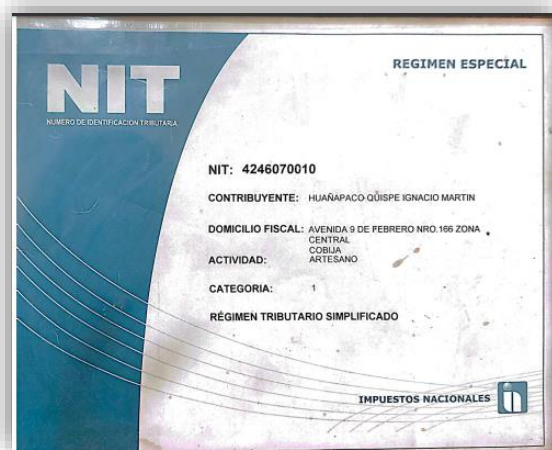 REGIMEN ESPECIAL
NIT
NUMERO DE IDENTIFICACION TRIBUTARIA
NIT: 4246070010
CONTRIBUYENTE: HUAÑAPACO QUISPE IGNACIO MARTIN
DOMICILIO FISCAL: AVENIDA 9 DE FEBRERO NRO.166 ZONA
CENTRAL
COBIJA
ACTIVIDAD: ARTESANO
CATEGORIA: 1
RÉGIMEN TRIBUTARIO SIMPLIFICADO
IMPUESTOS NACIONALES